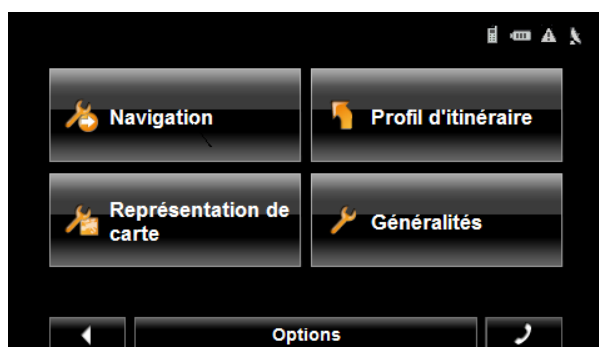 Navigation
Profil d'itinéraire
Représentation de
carte
Généralités
Options